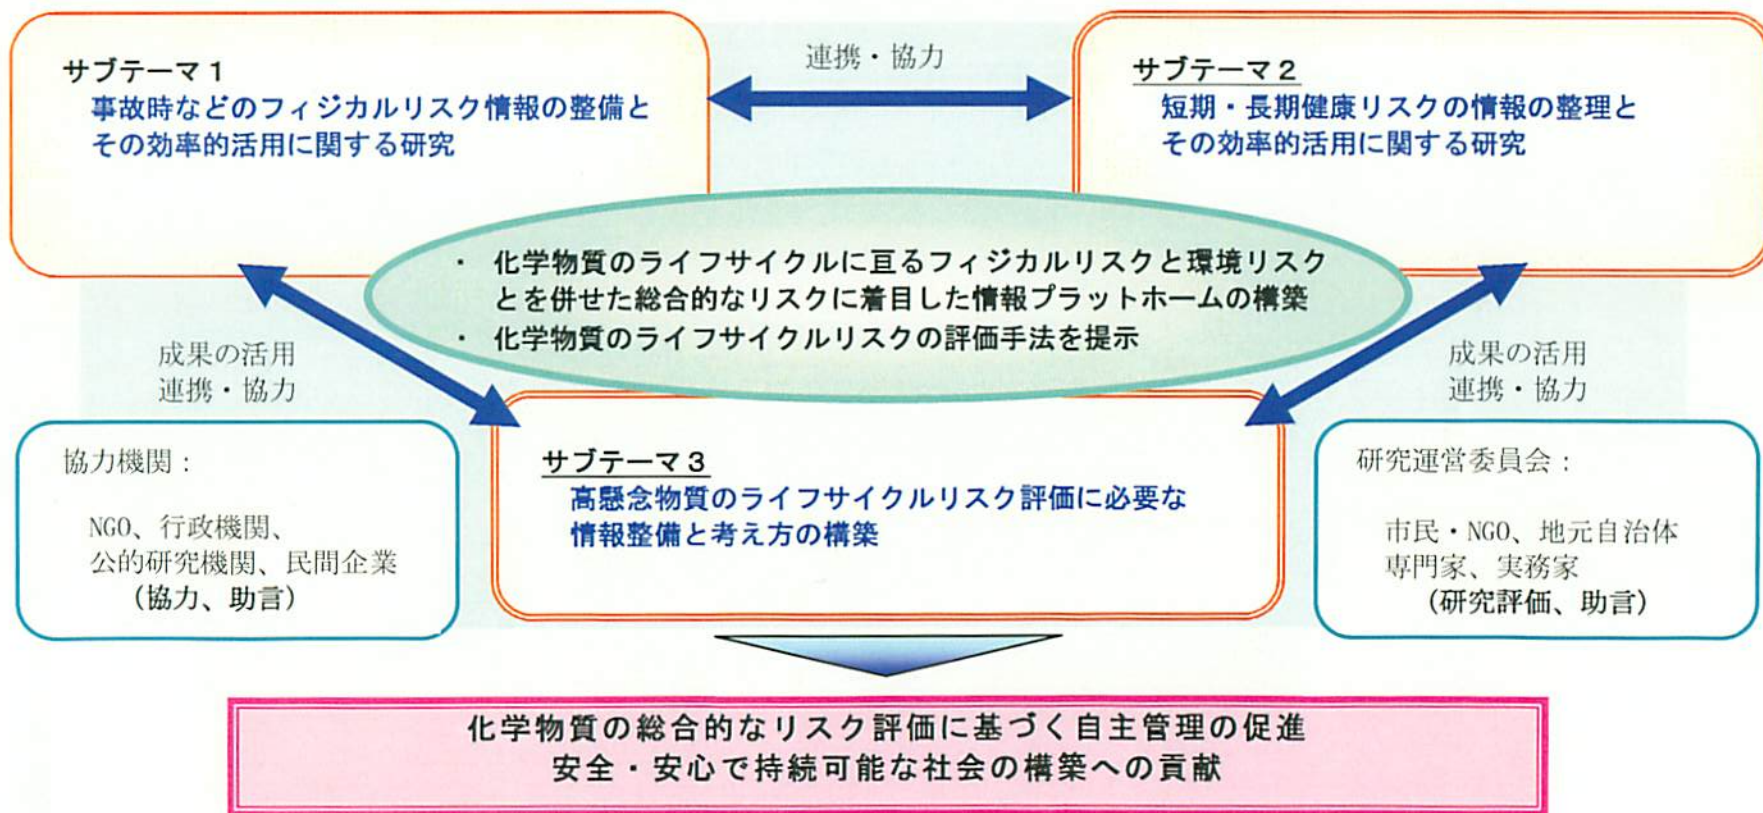 サブテーマ1
事故時などのフィジカルリスク情報の整備と
その効率的活用に関する研究
連携・協力
サブテーマ2
短期・長期健康リスクの情報の整理と
その効率的活用に関する研究
・ 化学物質のライフサイクルに亘るフィジカルリスクと環境リスク
とを併せた総合的なリスクに着目した情報プラットホームの構築
・ 化学物質のライフサイクルリスクの評価手法を提示
成果の活用
連携・協力
成果の活用
連携・協力
協力機関：
NGO、行政機関、
公的研究機関、民間企業
（協力、助言）
サブテーマ3
高懸念物質のライフサイクルリスク評価に必要な
情報整備と考え方の構築
研究運営委員会：
市民・NGO、地元自治体
専門家、実務家
（研究評価、助言）
化学物質の総合的なリスク評価に基づく自主管理の促進
安全・安心で持続可能な社会の構築への貢献